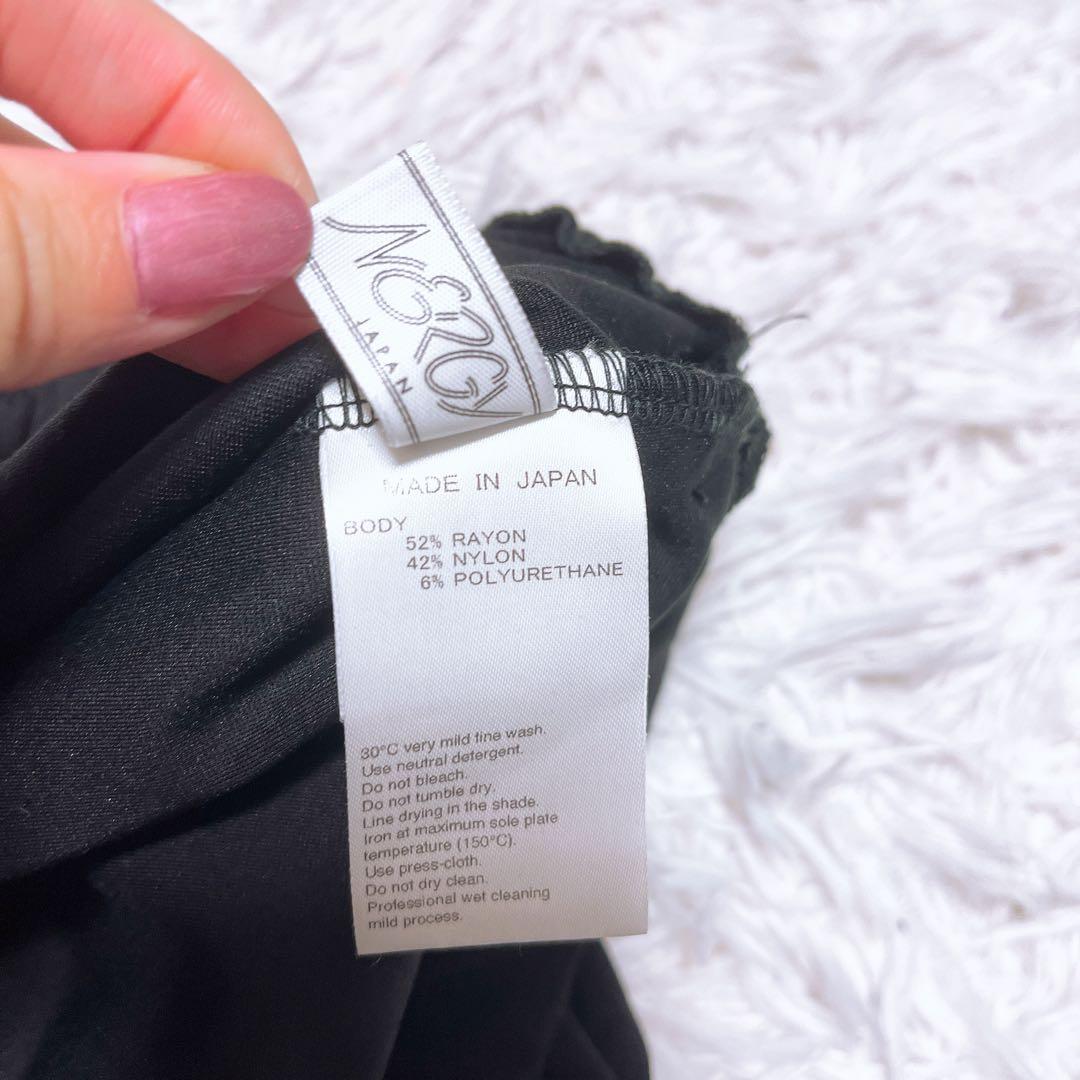 NERGY
JAPAN
MADE IN JAPAN
BODY
52% RAYON
42% NYLON
6% POLYURETHANE
30°C very mild fine wash.
Use neutral detergent.
Do not bleach.
Do not tumble dry.
Line drying in the shade.
Iron at maximum sole plate
temperature (150°C).
Use press-cloth.
Do not dry clean.
Professional wet cleaning
mild process.